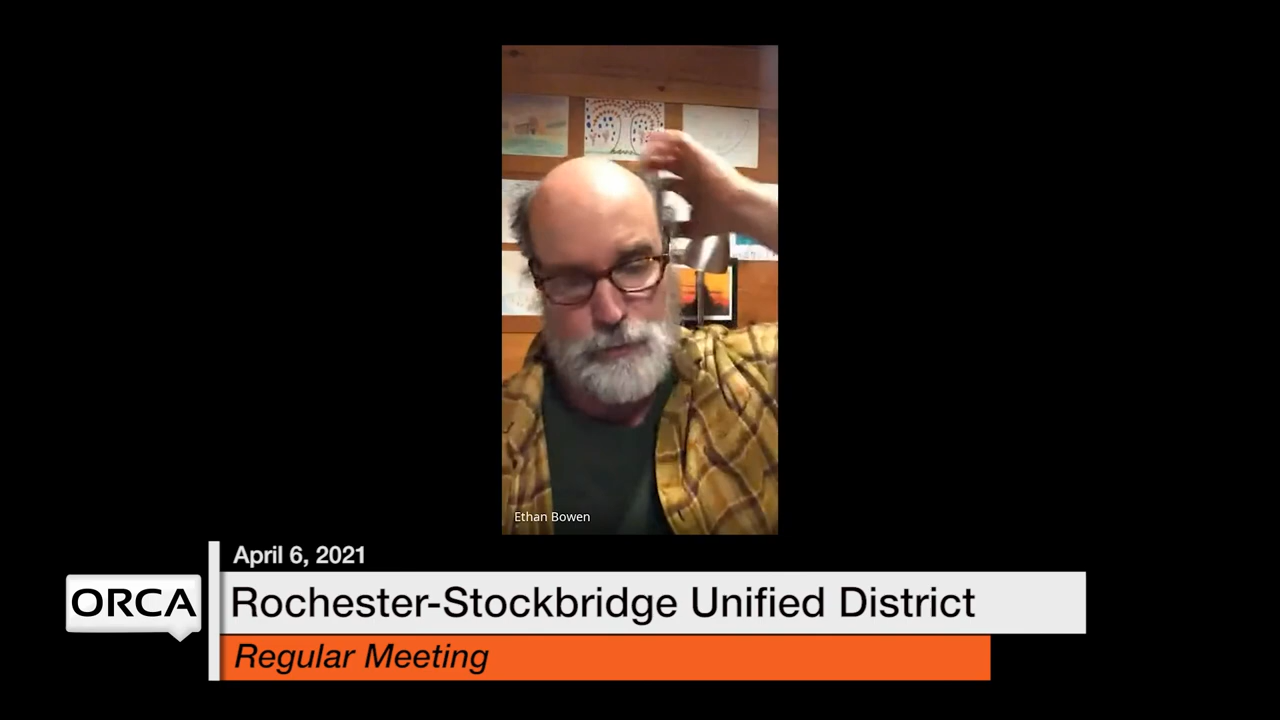 Ethan Bowen
April 6, 2021
ORCA
Rochester-Stockbridge Unified District
Regular Meeting